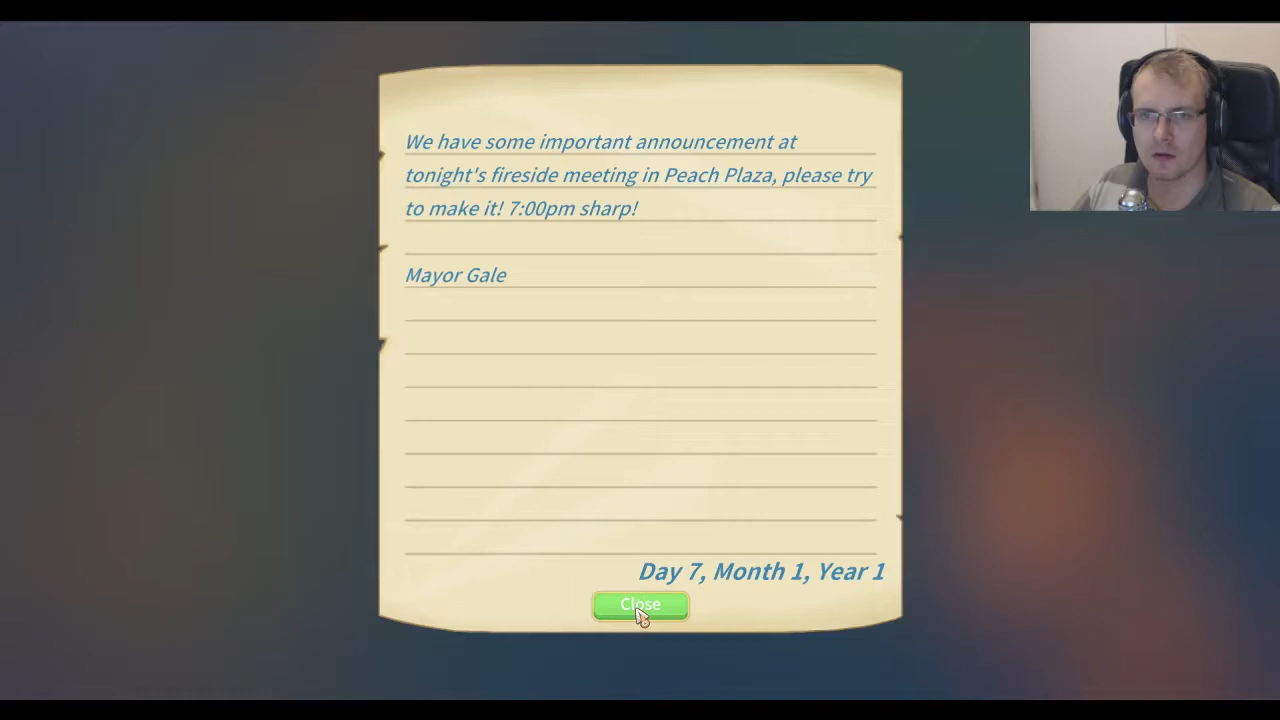 We have some important announcement at
tonight's fireside meeting in Peach Plaza, please try
to make it! 7:00pm sharp!
Mayor Gale
Day 7, Month 1, Year 1
Close